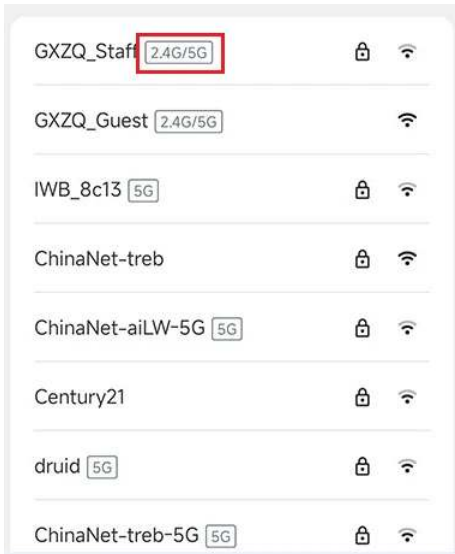 GXZQ_Staff 2.4G/5G
GXZQ_Guest 2.4G/5G
IWB_8c13 5G
ChinaNet-treb
ChinaNet-aiLW-5G 5G
Century21
druid 5G
ChinaNet-treb-5G 5G